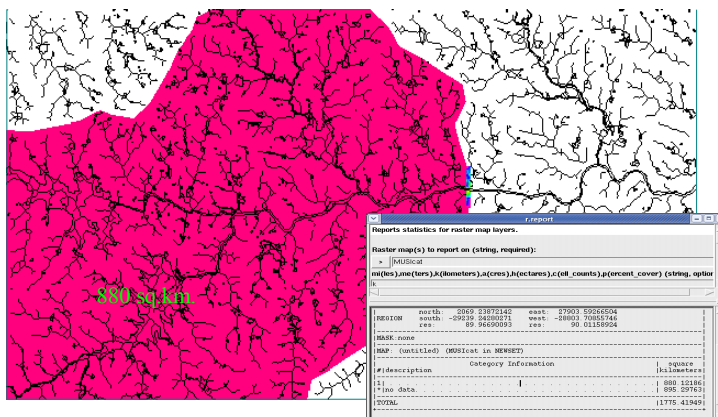 880 sq.km.
r.report
Reports statistics for raster map layers.
Raster map(s) to report on (string, required):
> MUSIcat
mi(les),me(ters),k(ilometers),a(cres),h(ectares),c(ell_counts),p(ercent_cover) (string, option
k
| north: 2069.23872142 east: 27903.59266504 |
|REGION south: -29239.24280271 west: -28803.70855746 |
| res: 89.96690093 res: 90.01158924 |
|MASK:none |
|MAP: (untitled) (MUSIcat in NEWSET) |
| Category Information | square |
|#|description |kilometers|
|1| | 880.12186|
|*|no data | 895.29763|
|TOTAL |1775.41949|